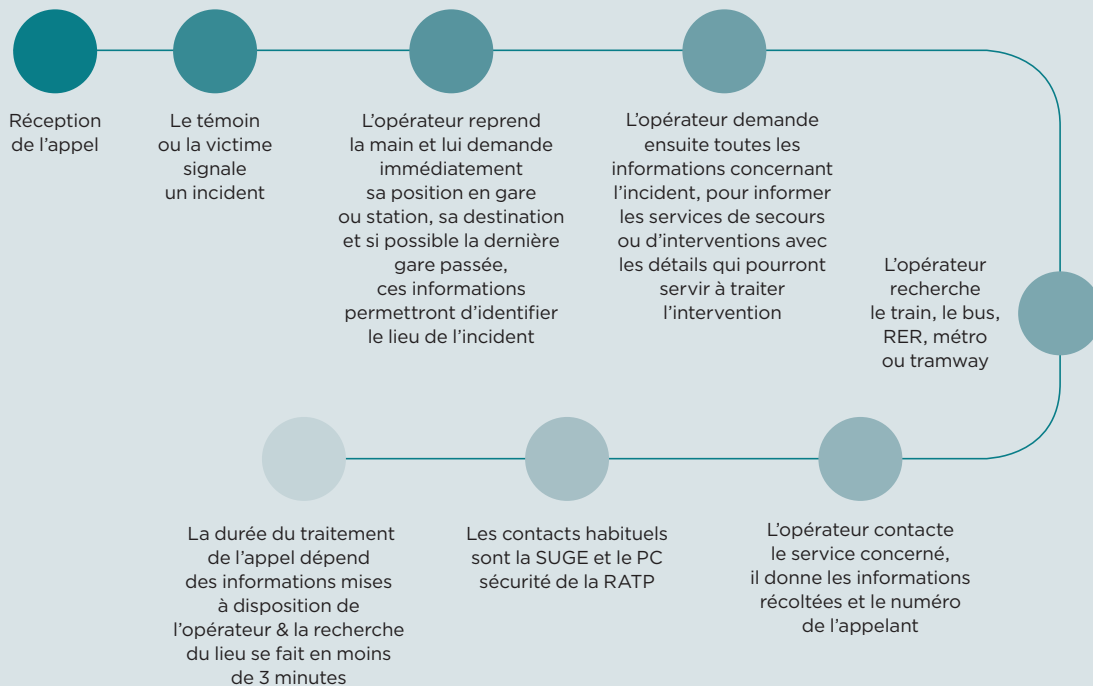 Réception
de l'appel
Le témoin
ou la victime
signale
un incident
L'opérateur reprend
la main et lui demande
immédiatement
sa position en gare
ou station, sa destination
et si possible la dernière
gare passée,
ces informations
permettront d'identifier
le lieu de l'incident
L'opérateur demande
ensuite toutes les
informations concernant
l'incident, pour informer
les services de secours
ou d'interventions avec
les détails qui pourront
servir à traiter
l'intervention
L'opérateur
recherche
le train, le bus,
RER, métro
ou tramway
L'opérateur contacte
le service concerné,
il donne les informations
récoltées et le numéro
de l'appelant
Les contacts habituels
sont la SUGE et le PC
sécurité de la RATP
La durée du traitement
de l'appel dépend
des informations mises
à disposition de
l'opérateur & la recherche
du lieu se fait en moins
de 3 minutes